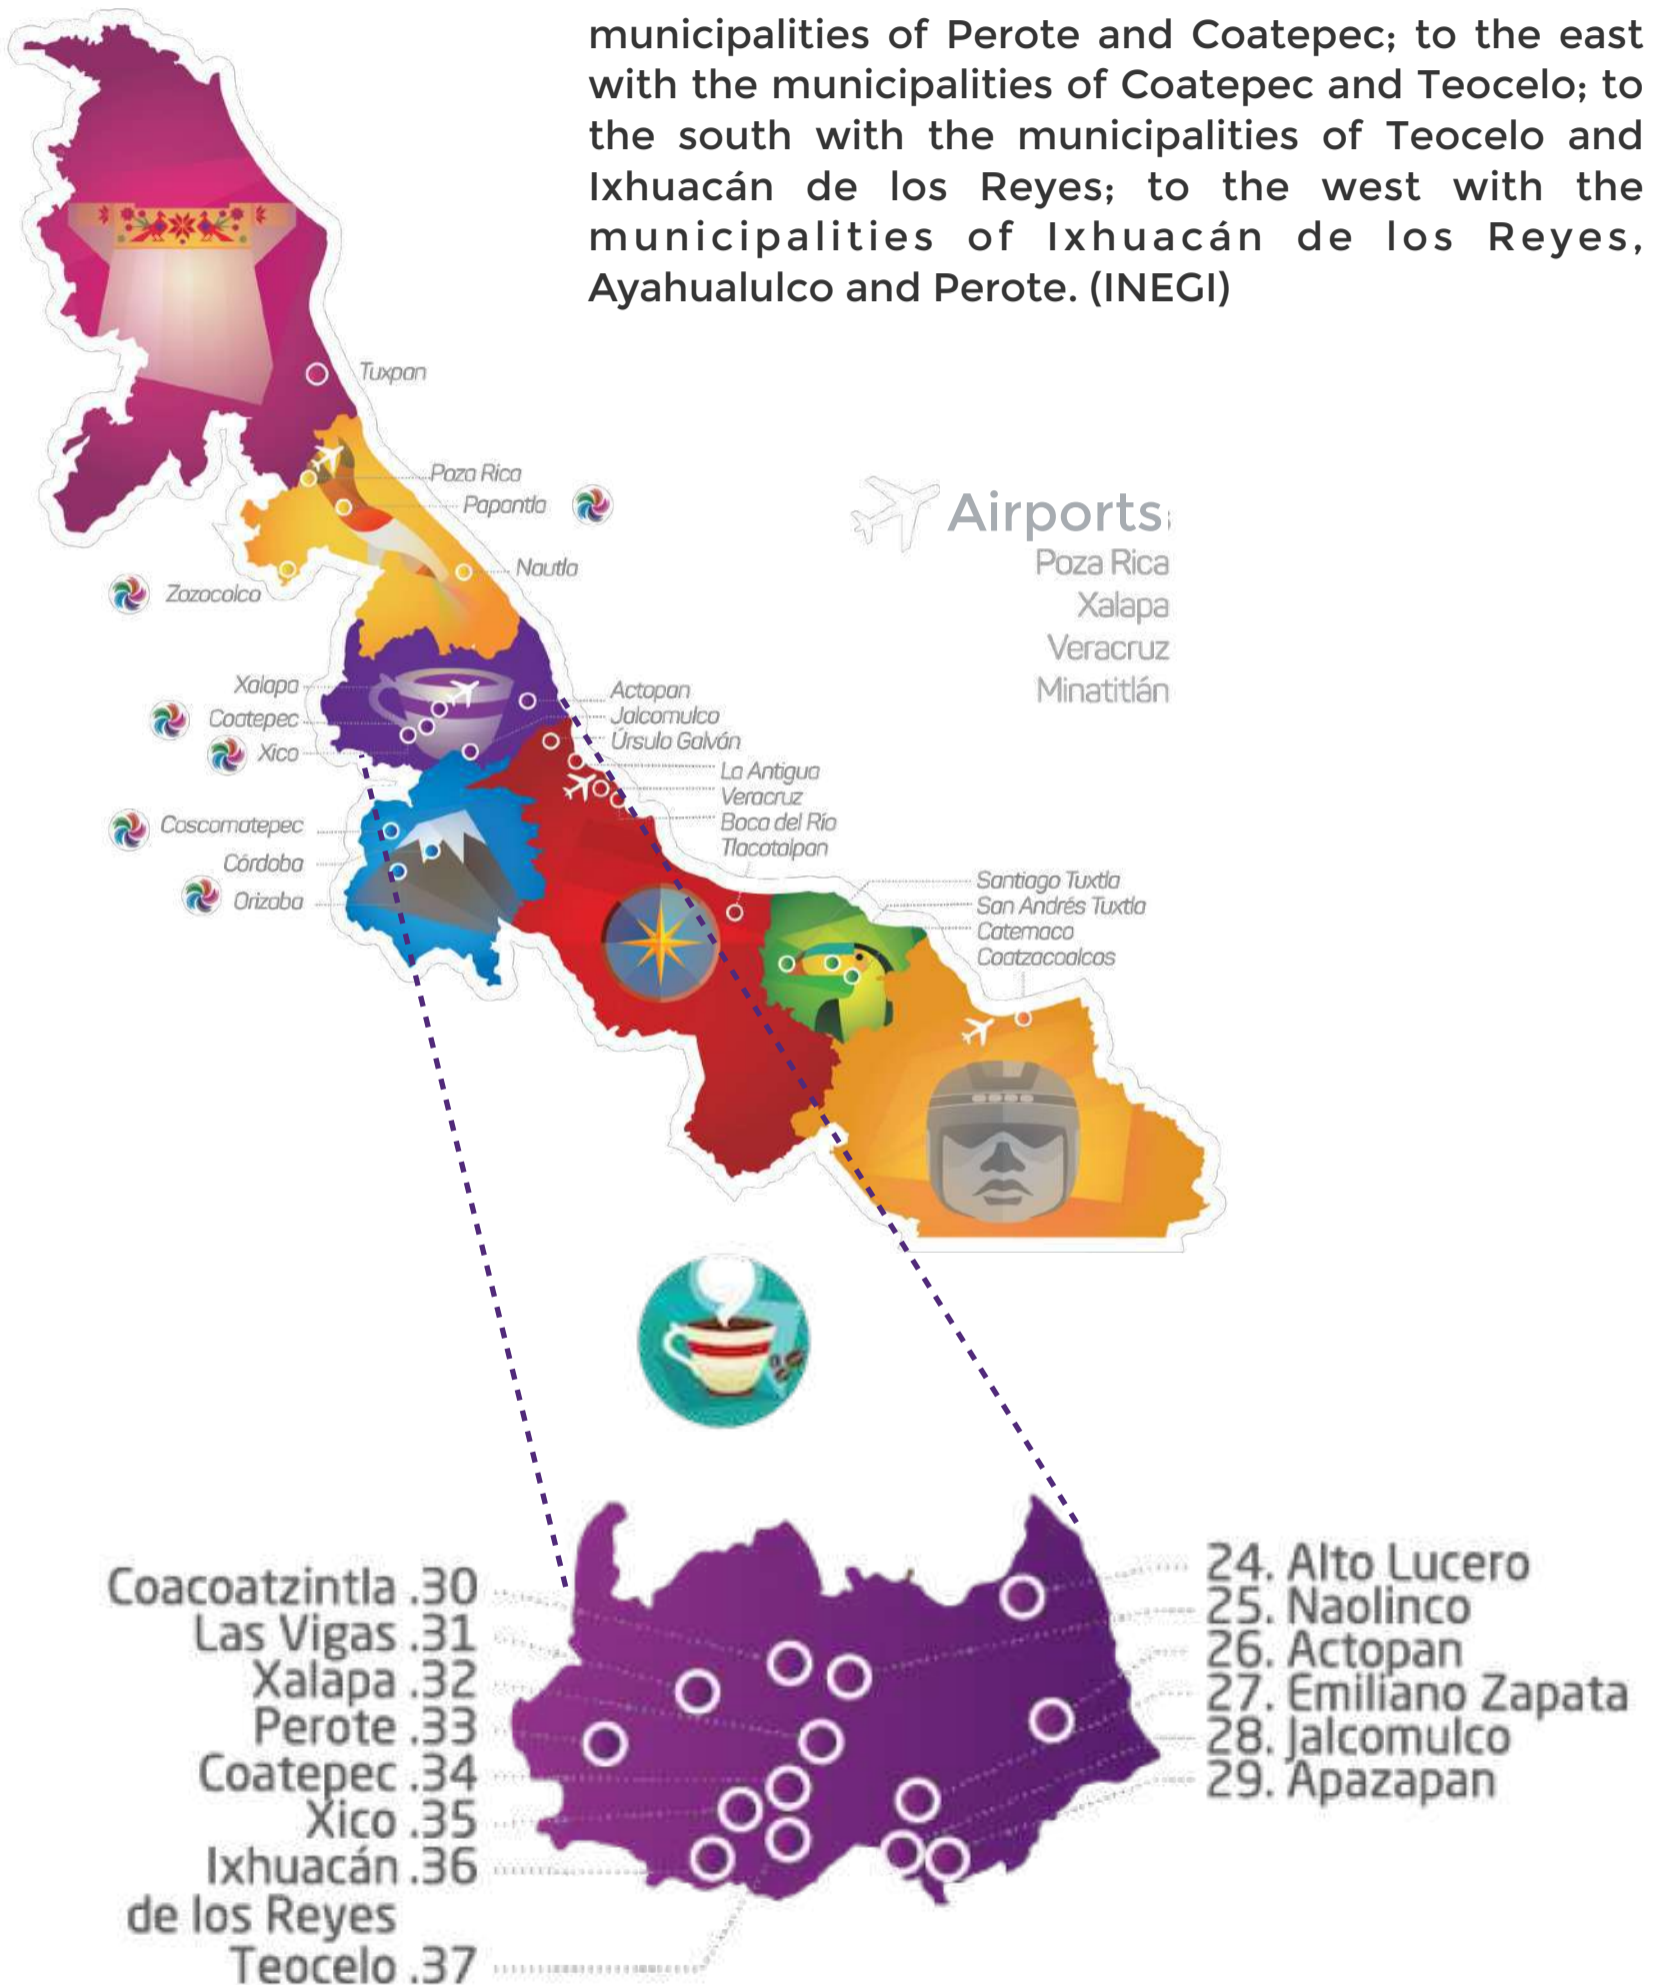 municipalities of Perote and Coatepec; to the east
with the municipalities of Coatepec and Teocelo; to
the south with the municipalities of Teocelo and
Ixhuacán de los Reyes; to the west with the
municipalities of Ixhuacán de los Reyes,
Ayahualulco and Perote. (INEGI)
Tuxpan
Poza Rica
Papantla
Nautla
Zozocolco
Airports:
Poza Rica
Xalapa
Veracruz
Minatitlán
Xalapa
Coatepec
Xico
Actopan
Jalcomulco
Úrsulo Galván
La Antigua
Veracruz
Boca del Río
Tlacotalpan
Coscomatepec
Córdoba
Orizaba
Santiago Tuxtla
San Andrés Tuxtla
Catemaco
Coatzacoalcos
Coacoatzintla .30
Las Vigas .31
Xalapa .32
Perote .33
Coatepec .34
Xico .35
Ixhuacán .36
de los Reyes
Teocelo .37
24. Alto Lucero
25. Naolinco
26. Actopan
27. Emiliano Zapata
28. Jalcomulco
29. Apazapan